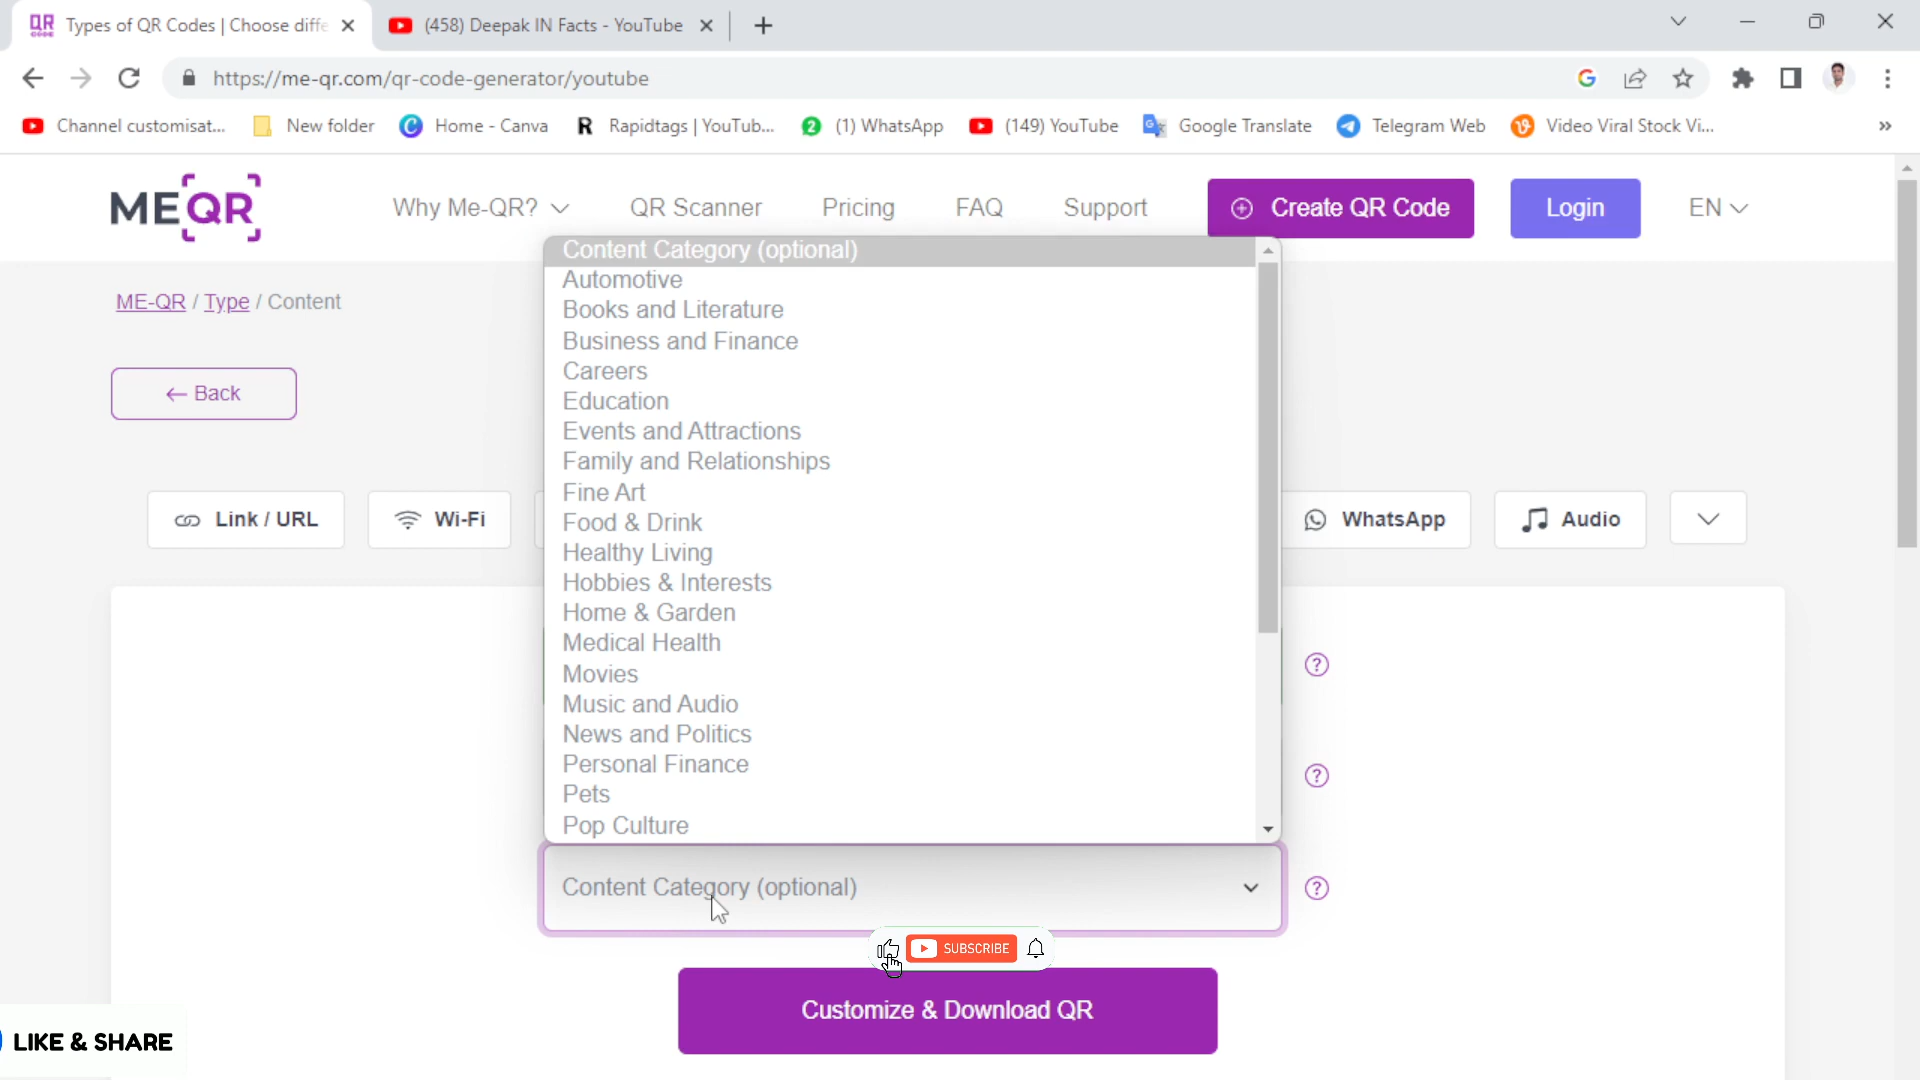 QR CODE Types of QR Codes | Choose diffe
(458) Deepak IN Facts - YouTube
https://me-qr.com/qr-code-generator/youtube
Channel customisat...
New folder
Home - Canva
Rapidtags | YouTub...
(1) WhatsApp
(149) YouTube
Google Translate
Telegram Web
Video Viral Stock Vi...
ME QR
Why Me-QR?
QR Scanner
Pricing
FAQ
Support
Create QR Code
Login
EN
ME-QR / Type / Content
← Back
Link / URL
Wi-Fi
WhatsApp
Audio
Content Category (optional)
Automotive
Books and Literature
Business and Finance
Careers
Education
Events and Attractions
Family and Relationships
Fine Art
Food & Drink
Healthy Living
Hobbies & Interests
Home & Garden
Medical Health
Movies
Music and Audio
News and Politics
Personal Finance
Pets
Pop Culture
Content Category (optional)
SUBSCRIBE
Customize & Download QR
LIKE & SHARE